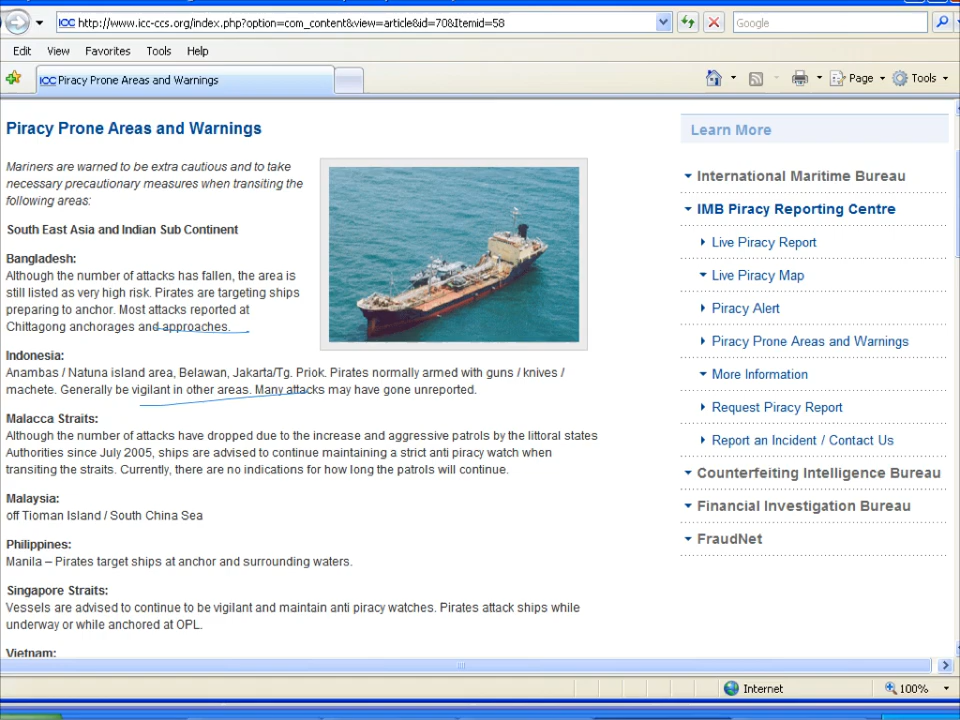 http://www.icc-ccs.org/index.php?option=com_content&view=article&id=70&Itemid=58
Google
Edit View Favorites Tools Help
ICC Piracy Prone Areas and Warnings
Page Tools
Piracy Prone Areas and Warnings
Mariners are warned to be extra cautious and to take
necessary precautionary measures when transiting the
following areas:
South East Asia and Indian Sub Continent
Bangladesh:
Although the number of attacks has fallen, the area is
still listed as very high risk. Pirates are targeting ships
preparing to anchor. Most attacks reported at
Chittagong anchorages and approaches.
Indonesia:
Anambas / Natuna island area, Belawan, Jakarta/Tg. Priok. Pirates normally armed with guns / knives /
machete. Generally be vigilant in other areas. Many attacks may have gone unreported.
Malacca Straits:
Although the number of attacks have dropped due to the increase and aggressive patrols by the littoral states
Authorities since July 2005, ships are advised to continue maintaining a strict anti piracy watch when
transiting the straits. Currently, there are no indications for how long the patrols will continue.
Malaysia:
off Tioman Island / South China Sea
Philippines:
Manila – Pirates target ships at anchor and surrounding waters.
Singapore Straits:
Vessels are advised to continue to be vigilant and maintain anti piracy watches. Pirates attack ships while
underway or while anchored at OPL.
Vietnam:
Learn More
International Maritime Bureau
IMB Piracy Reporting Centre
Live Piracy Report
Live Piracy Map
Piracy Alert
Piracy Prone Areas and Warnings
More Information
Request Piracy Report
Report an Incident / Contact Us
Counterfeiting Intelligence Bureau
Financial Investigation Bureau
FraudNet
Internet
100%